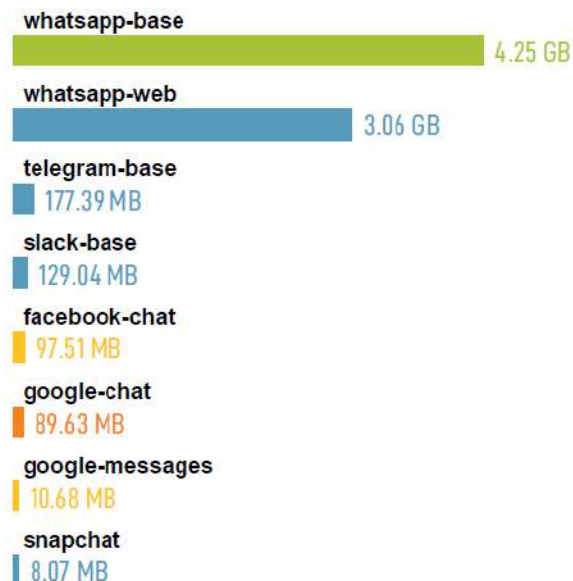 whatsapp-base
4.25 GB
whatsapp-web
3.06 GB
telegram-base
177.39 MB
slack-base
129.04 MB
facebook-chat
97.51 MB
google-chat
89.63 MB
google-messages
10.68 MB
snapchat
8.07 MB